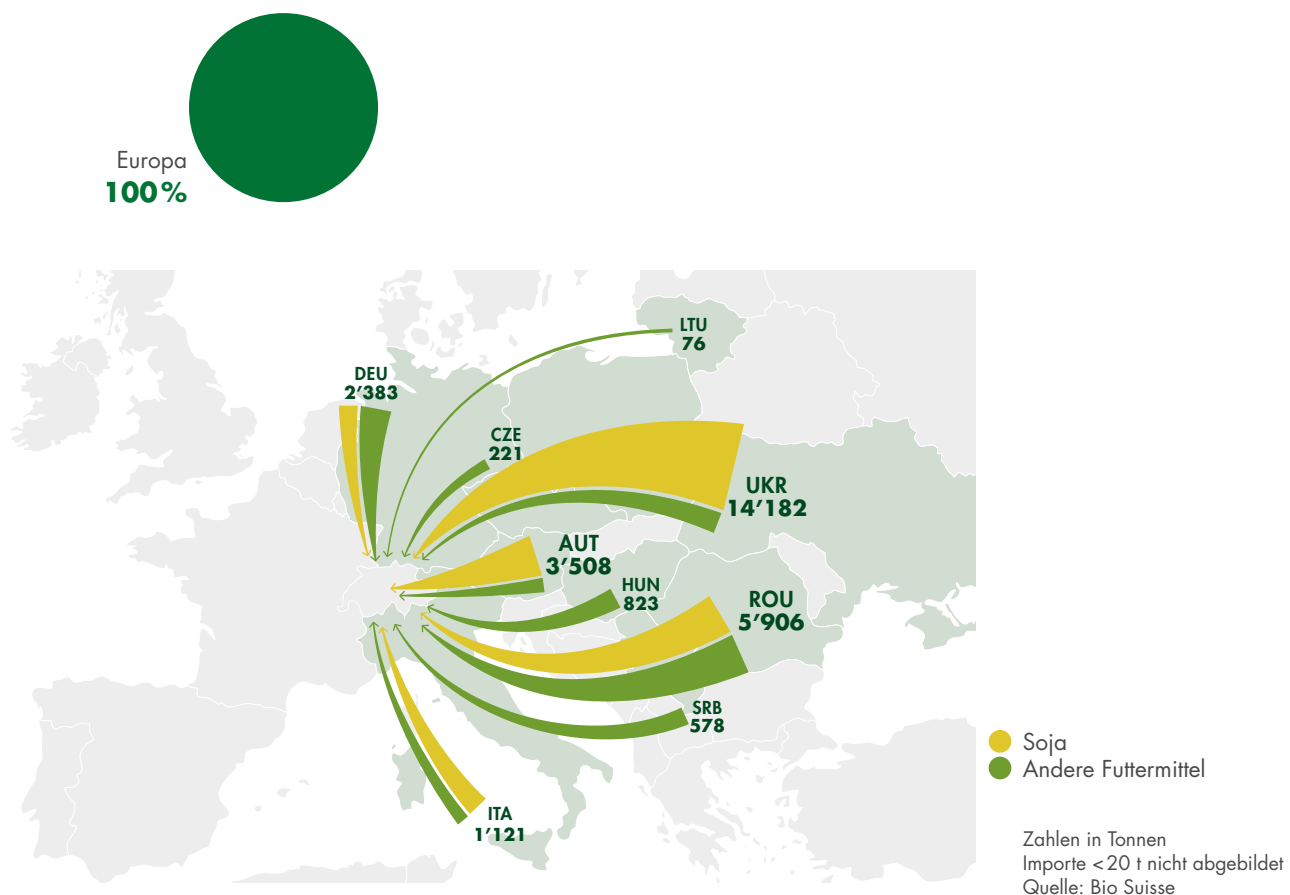 Europa
100%
LTU
76
DEU
2’383
CZE
221
UKR
14’182
AUT
3’508
HUN
823
ROU
5’906
SRB
578
ITA
1’121
Soja
Andere Futtermittel
Zahlen in Tonnen
Importe <20 t nicht abgebildet
Quelle: Bio Suisse